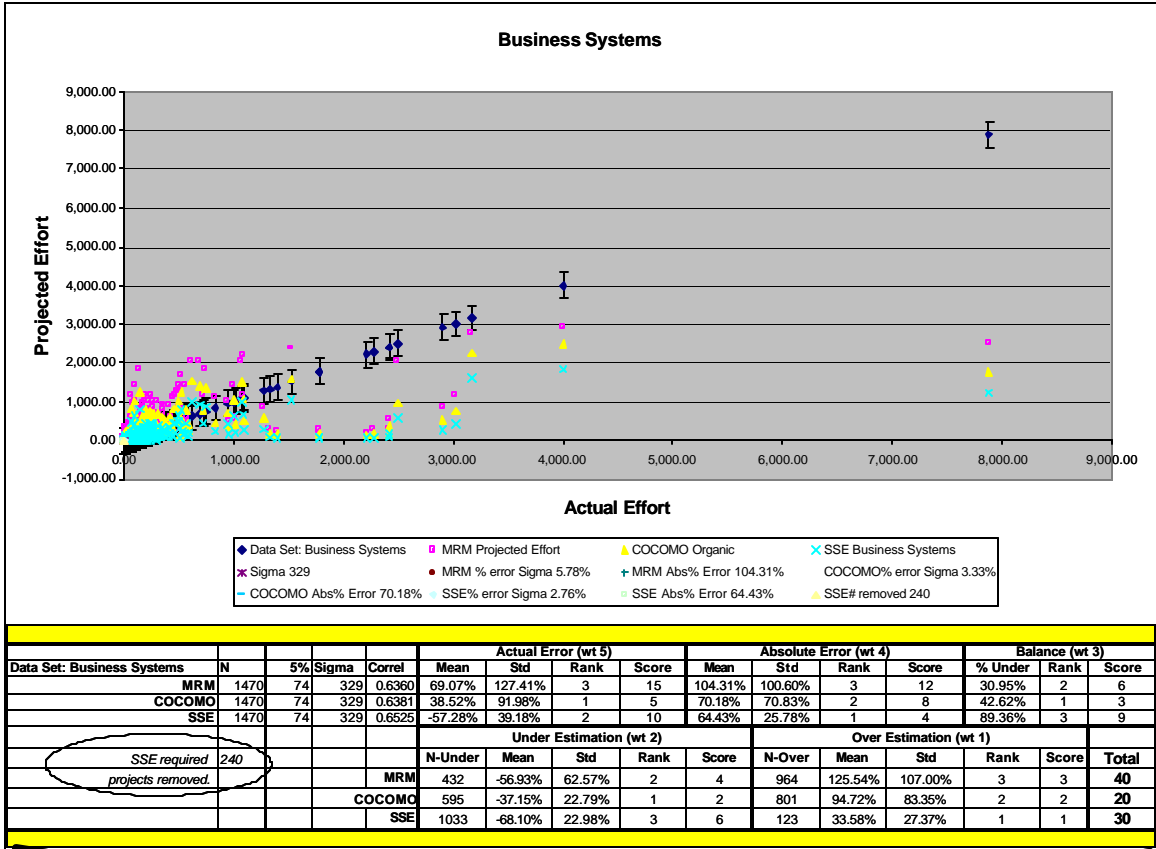 Business Systems
9,000.00
8,000.00
7,000.00
6,000.00
5,000.00
4,000.00
3,000.00
2,000.00
1,000.00
0.00
-1,000.00
Projected Effort
0.00 1,000.00 2,000.00 3,000.00 4,000.00 5,000.00 6,000.00 7,000.00 8,000.00 9,000.00
Actual Effort
Data Set: Business Systems MRM Projected Effort COCOMO Organic SSE Business Systems
Sigma 329 MRM % error Sigma 5.78% MRM Abs% Error 104.31% COCOMO% error Sigma 3.33%
COCOMO Abs% Error 70.18% SSE% error Sigma 2.76% SSE Abs% Error 64.43% SSE# removed 240
Actual Error (wt 5) Absolute Error (wt 4) Balance (wt 3)
Data Set: Business Systems N 5% Sigma Correl Mean Std Rank Score Mean Std Rank Score % Under Rank Score
MRM 1470 74 329 0.6360 69.07% 127.41% 3 15 104.31% 100.60% 3 12 30.95% 2 6
COCOMO 1470 74 329 0.6381 38.52% 91.98% 1 5 70.18% 70.83% 2 8 42.62% 1 3
SSE 1470 74 329 0.6525 -57.28% 39.18% 2 10 64.43% 25.78% 1 4 89.36% 3 9
Under Estimation (wt 2) Over Estimation (wt 1)
SSE required 240 N-Under Mean Std Rank Score N-Over Mean Std Rank Score Total
projects removed. MRM 432 -56.93% 62.57% 2 4 964 125.54% 107.00% 3 3 40
COCOMO 595 -37.15% 22.79% 1 2 801 94.72% 83.35% 2 2 20
SSE 1033 -68.10% 22.98% 3 6 123 33.58% 27.37% 1 1 30